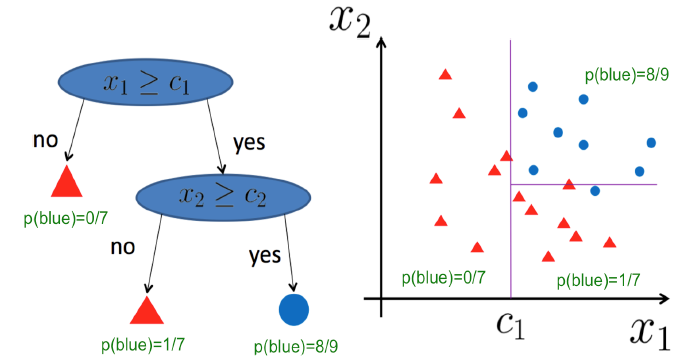 x₁ ≥ c₁
no
yes
p(blue)=0/7
x₂ ≥ c₂
no
yes
p(blue)=1/7
p(blue)=8/9
x₂
p(blue)=8/9
p(blue)=0/7
p(blue)=1/7
c₁
x₁